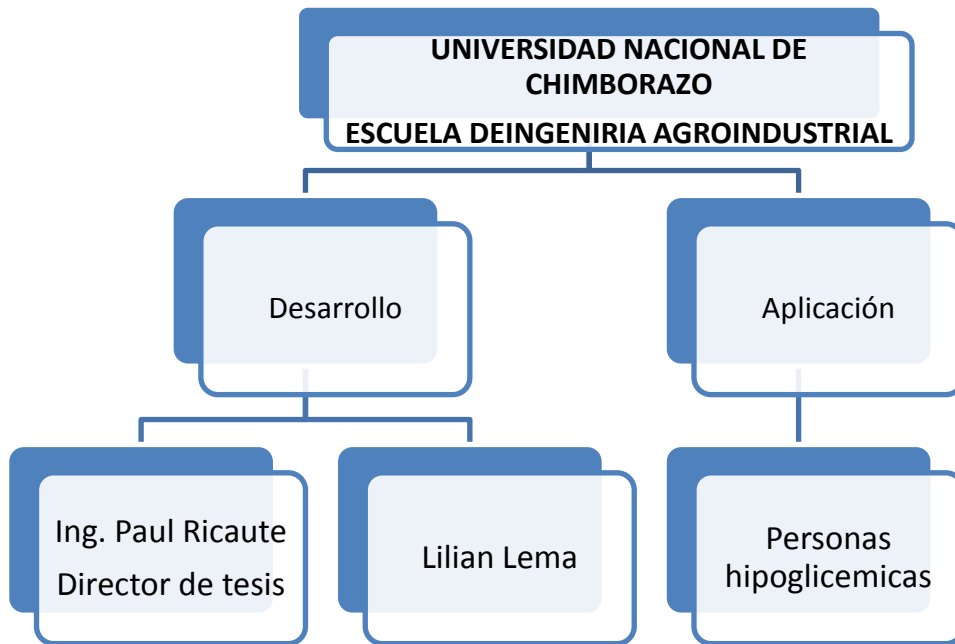 UNIVERSIDAD NACIONAL DE
CHIMBORAZO
ESCUELA DEINGENIRIA AGROINDUSTRIAL
Desarrollo
Aplicación
Ing. Paul Ricaute
Director de tesis
Lilian Lema
Personas
hipoglicemicas